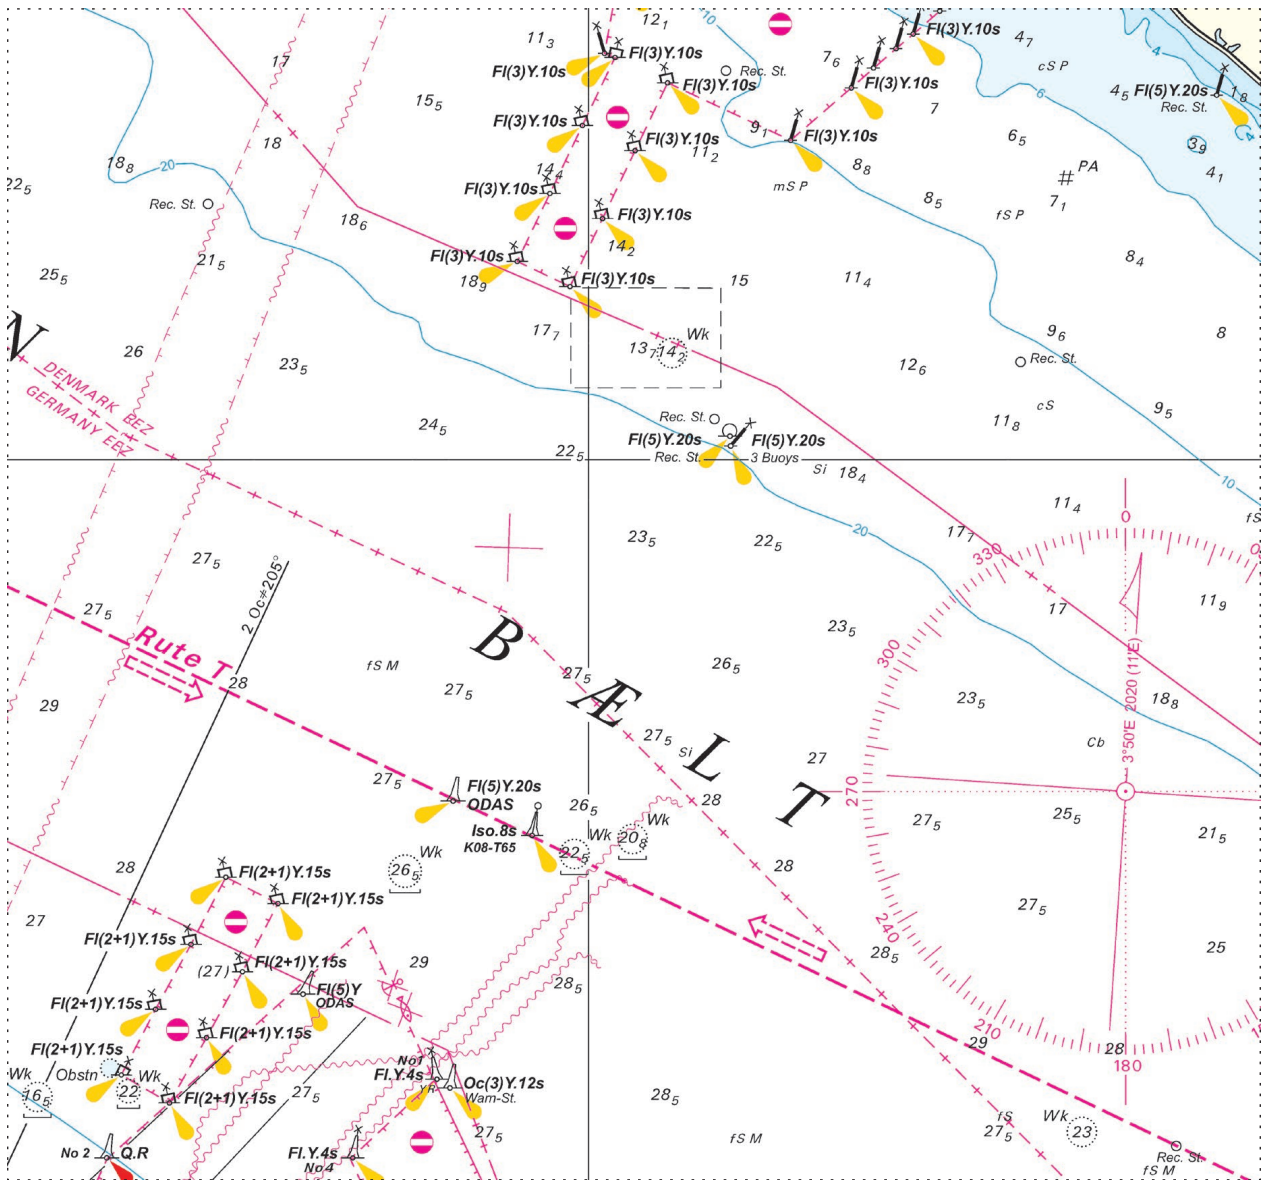 12₁
10
11₃
Fl(3)Y.10s
Fl(3)Y.10s
4₇
4
17
Fl(3)Y.10s
Rec. St.
7₆
cS P
Fl(3)Y.10s
Fl(3)Y.10s
6
4₅
Fl(5)Y.20s
1₈
Rec. St.
15₅
7
Fl(3)Y.10s
9₁
6₅
18
Fl(3)Y.10s
11₂
Fl(3)Y.10s
3₉
18₈
20
14₄
8₈
PA
4₁
22₅
Fl(3)Y.10s
mS P
8₅
7₁
Rec. St.
18₆
Fl(3)Y.10s
fS P
14₂
21₅
Fl(3)Y.10s
8₄
25₅
18₉
Fl(3)Y.10s
15
11₄
N
17₇
Wk
9₆
8
26
13₇
14₂
Rec. St.
DENMARK EEZ
GERMANY EEZ
23₅
12₆
24₅
Rec. St.
cS
9₅
11₈
Fl(5)Y.20s
Fl(5)Y.20s
22₅
Rec. St.
3 Buoys
Si
18₄
10
11₄
fS
0
27₅
23₅
22₅
20
17₇
330
2 Oc≠205°
27₅
17
11₉
Rute T
B
23₅
300
fS M
26₅
28
27₅
27₅
Æ
29
23₅
18₈
3°50'E 2020 (11'E)
27₅
Si
L
Cb
27
27₅
Fl(5)Y.20s
ODAS
28
T
270
26₅
27₅
25₅
21₅
Iso.8s
K08-T65
Wk
Wk
20₈
22₅
Wk
26₅
28
28
Fl(2+1)Y.15s
Fl(2+1)Y.15s
27
27₅
240
Fl(2+1)Y.15s
(27)
Fl(2+1)Y.15s
29
28₅
25
28₅
Fl(5)Y
ODAS
Fl(2+1)Y.15s
210
Fl(2+1)Y.15s
29
28
Fl(2+1)Y.15s
No1
Fl.Y.4s
180
Wk
Obstn
Wk
Oc(3)Y.12s
Wam-St.
16₅
22
Fl(2+1)Y.15s
27₅
28₅
fS
Wk
27₅
27₅
23
No 2
Q.R
Fl.Y.4s
No 4
fS M
Rec. St.
fS M